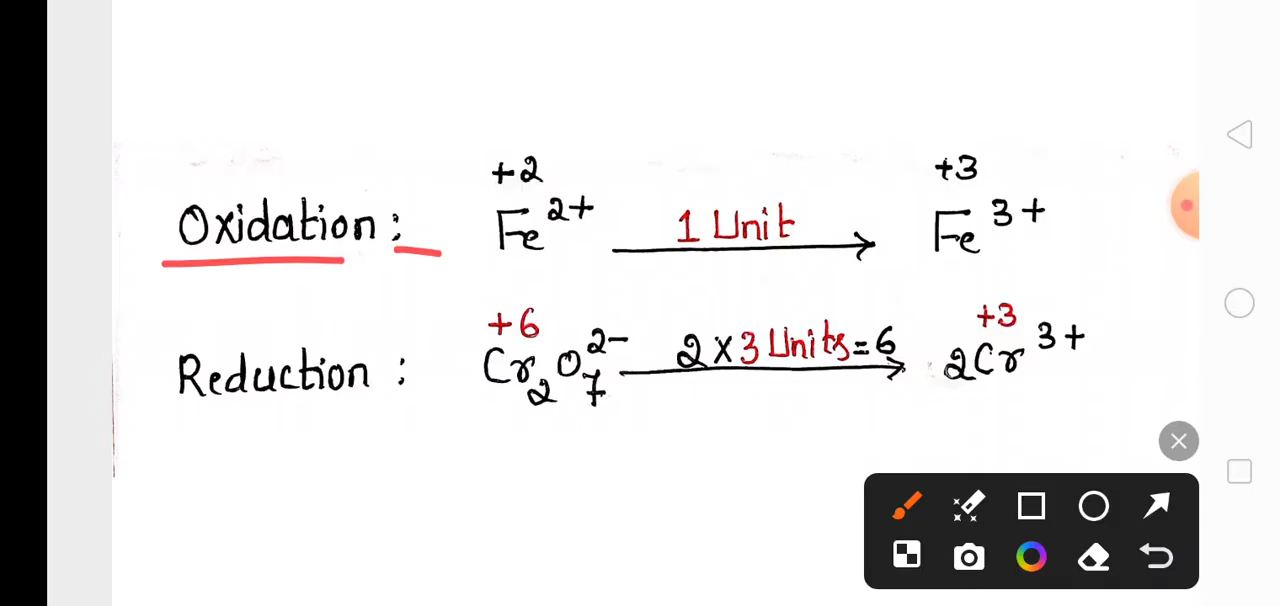 +2 +3
Oxidation : Fe²⁺ 1 Unit Fe³⁺
+6 +3
Reduction : Cr₂O₇²⁻ 2 × 3 Units = 6 2Cr³⁺